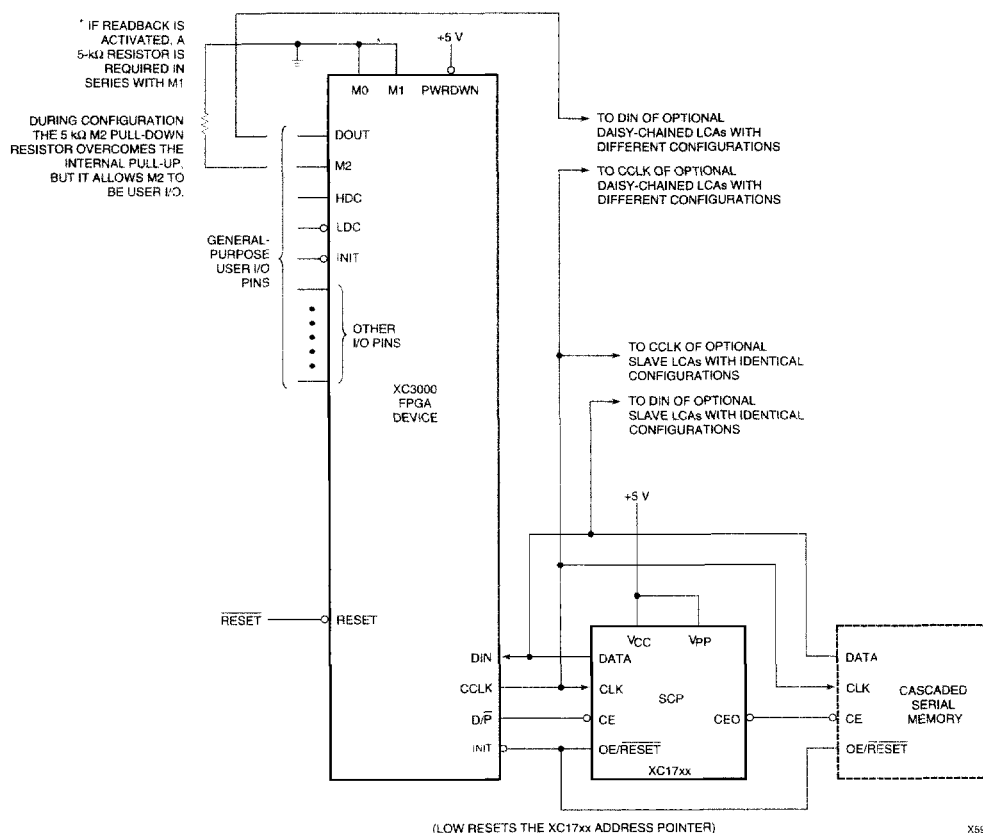 * IF READBACK IS
ACTIVATED, A
5-kΩ RESISTOR IS
REQUIRED IN
SERIES WITH M1
+5 V
*
M0
M1
PWRDWN
DURING CONFIGURATION
THE 5 kΩ M2 PULL-DOWN
RESISTOR OVERCOMES THE
INTERNAL PULL-UP,
BUT IT ALLOWS M2 TO
BE USER I/O.
DOUT
M2
HDC
LDC
INIT
GENERAL-
PURPOSE
USER I/O
PINS
OTHER
I/O PINS
XC3000
FPGA
DEVICE
TO DIN OF OPTIONAL
DAISY-CHAINED LCAs WITH
DIFFERENT CONFIGURATIONS
TO CCLK OF OPTIONAL
DAISY-CHAINED LCAs WITH
DIFFERENT CONFIGURATIONS
TO CCLK OF OPTIONAL
SLAVE LCAs WITH IDENTICAL
CONFIGURATIONS
TO DIN OF OPTIONAL
SLAVE LCAs WITH IDENTICAL
CONFIGURATIONS
+5 V
RESET
RESET
DIN
CCLK
D/P
INIT
VCC
VPP
DATA
CLK
SCP
CE
CEO
OE/RESET
XC17xx
DATA
CLK
CE
OE/RESET
CASCADED
SERIAL
MEMORY
(LOW RESETS THE XC17xx ADDRESS POINTER)